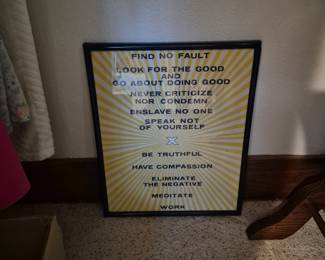 FIND NO FAULT
LOOK FOR THE GOOD
AND
GO ABOUT DOING GOOD
NEVER CRITICIZE
NOR CONDEMN
ENSLAVE NO ONE
SPEAK NOT
OF YOURSELF
X
BE TRUTHFUL
HAVE COMPASSION
ELIMINATE
THE NEGATIVE
MEDITATE
WORK